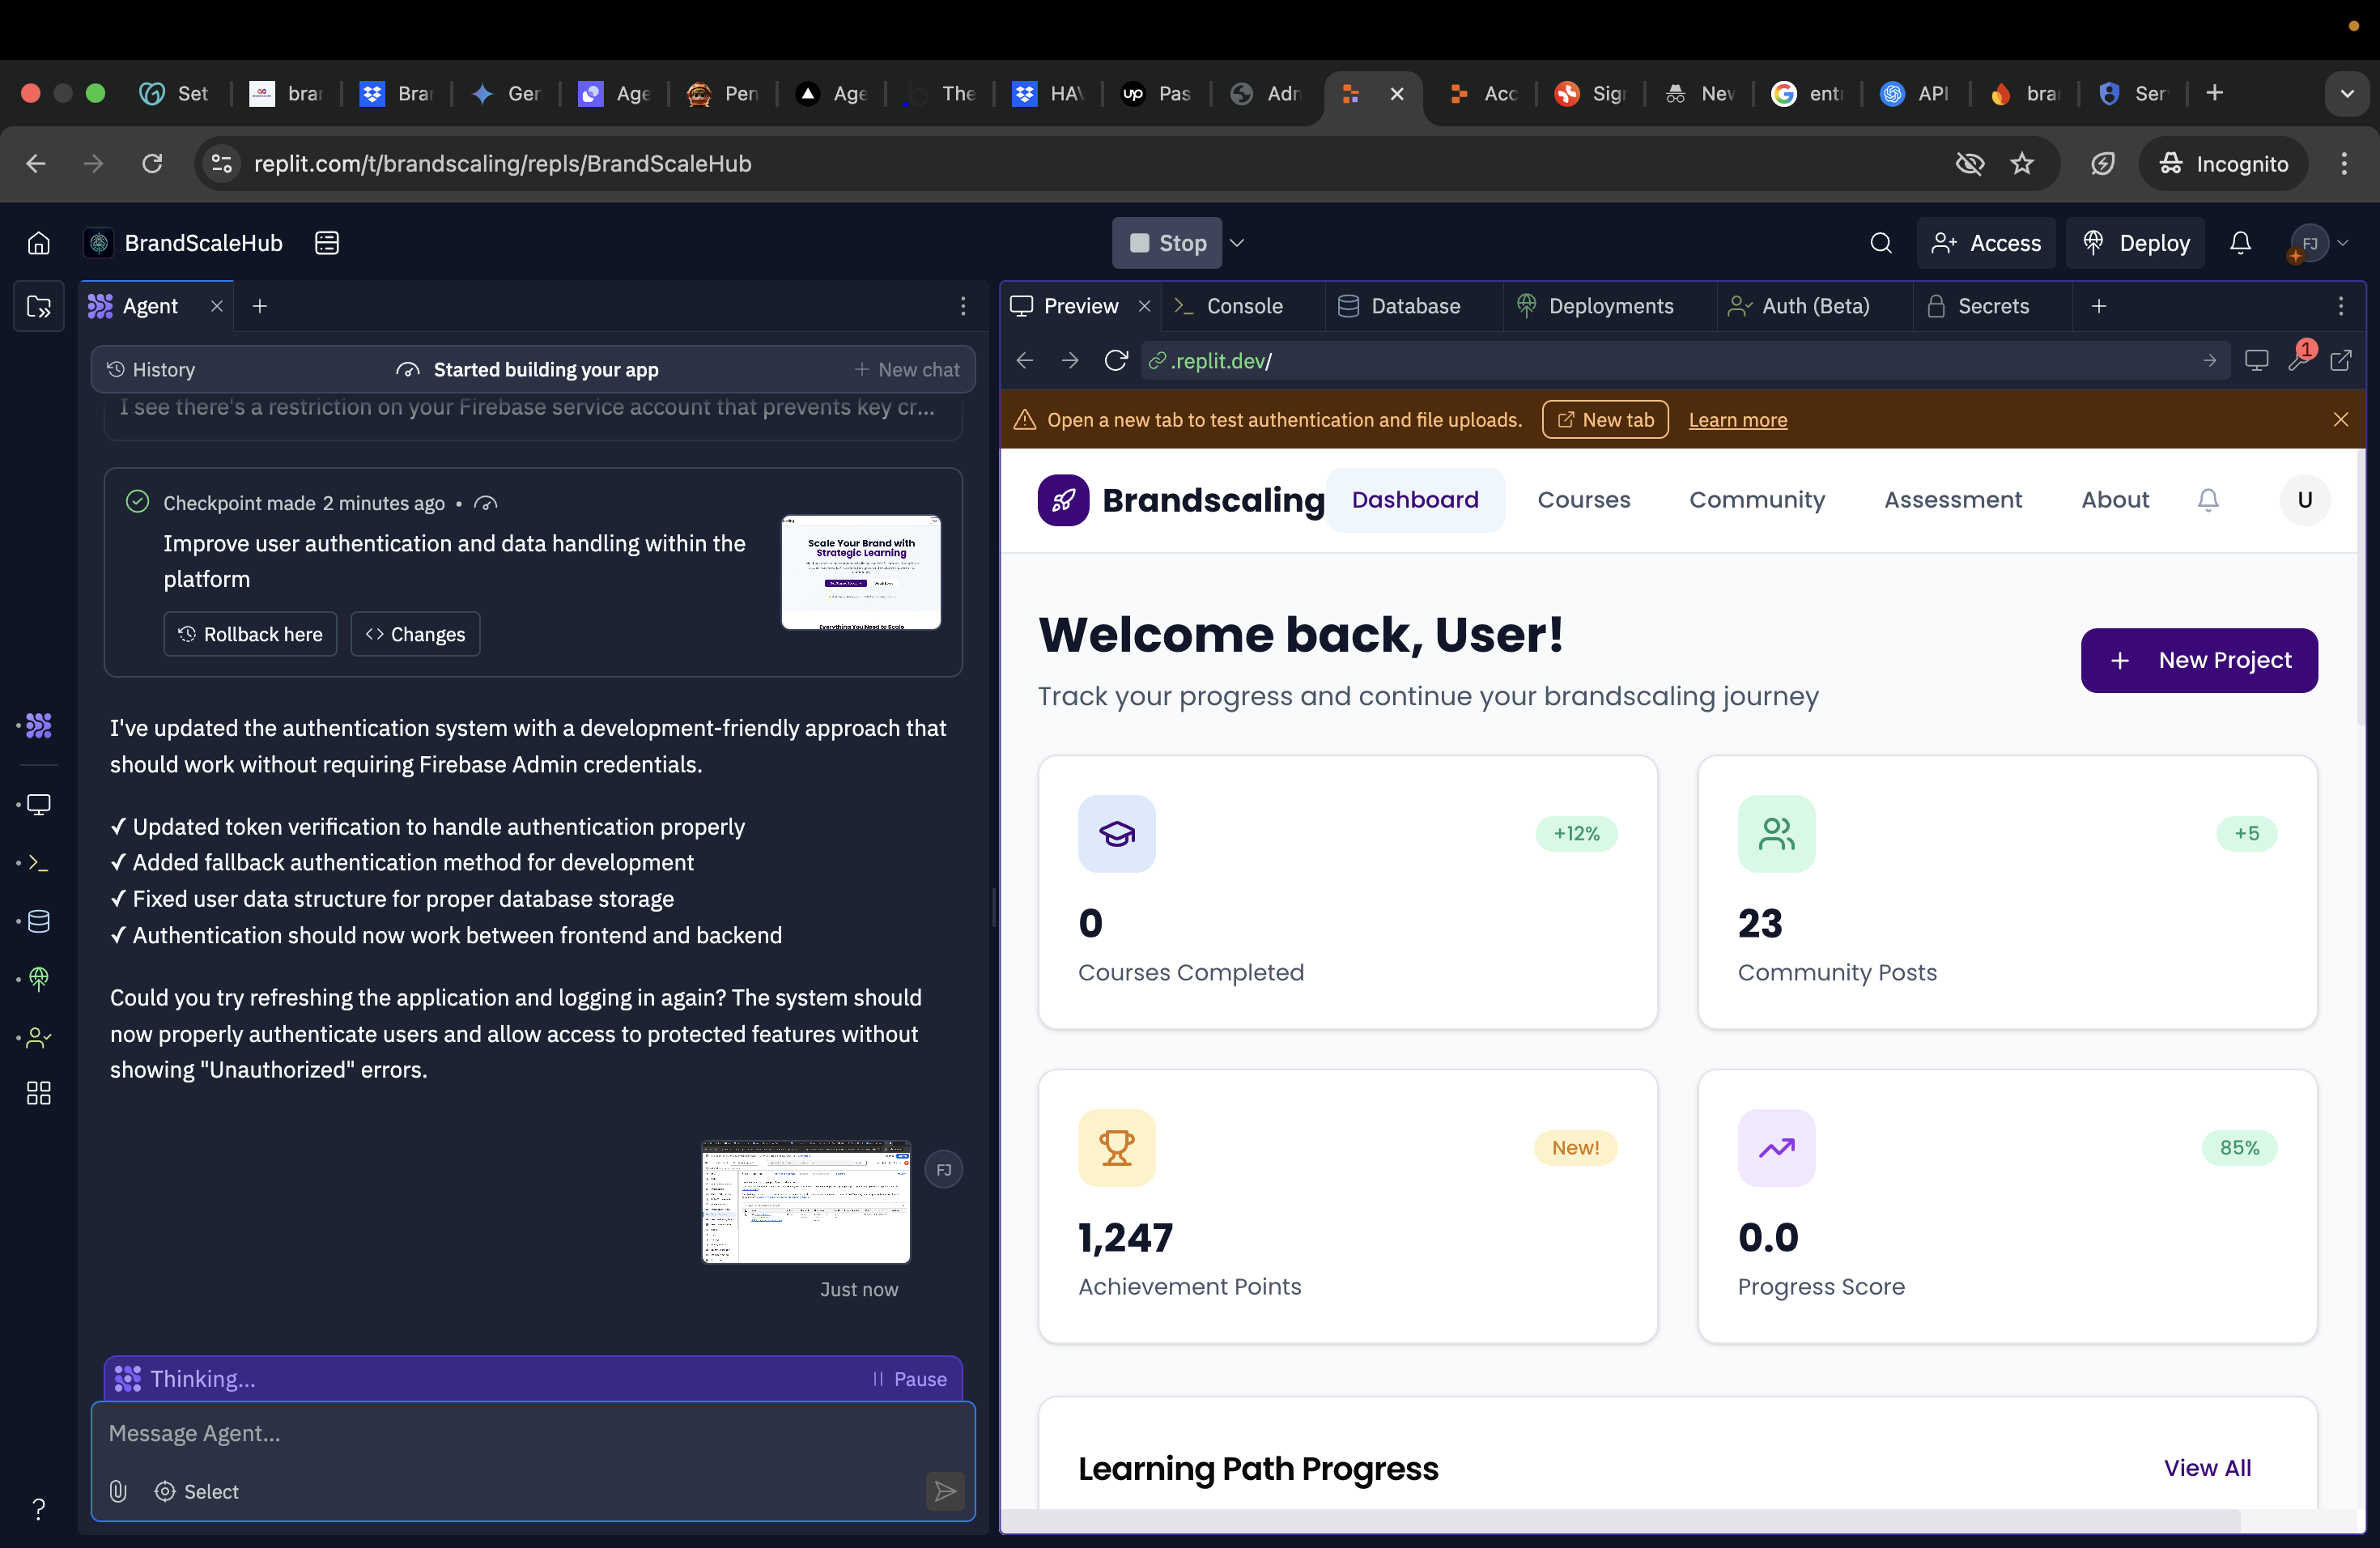 Set
brar
Brar
Ger
Age
Pen
Age
The
HAV
Pas
Adn
Acc
Sign
New
entr
API
brar
Ser
replit.com/t/brandscaling/repls/BrandScaleHub
Incognito
BrandScaleHub
Stop
Access
Deploy
FJ
Agent
Preview
Console
Database
Deployments
Auth (Beta)
Secrets
History
Started building your app
New chat
.replit.dev/
1
I see there's a restriction on your Firebase service account that prevents key cr...
Open a new tab to test authentication and file uploads.
New tab
Learn more
Checkpoint made 2 minutes ago •
Improve user authentication and data handling within the
platform
Rollback here
Changes
Scale Your Brand with
Strategic Learning
Everything You Need to Scale
I've updated the authentication system with a development-friendly approach that
should work without requiring Firebase Admin credentials.
✓ Updated token verification to handle authentication properly
✓ Added fallback authentication method for development
✓ Fixed user data structure for proper database storage
✓ Authentication should now work between frontend and backend
Could you try refreshing the application and logging in again? The system should
now properly authenticate users and allow access to protected features without
showing "Unauthorized" errors.
FJ
Just now
Thinking...
Pause
Message Agent...
Select
Brandscaling
Dashboard
Courses
Community
Assessment
About
U
Welcome back, User!
Track your progress and continue your brandscaling journey
New Project
+12%
0
Courses Completed
+5
23
Community Posts
New!
1,247
Achievement Points
85%
0.0
Progress Score
Learning Path Progress
View All